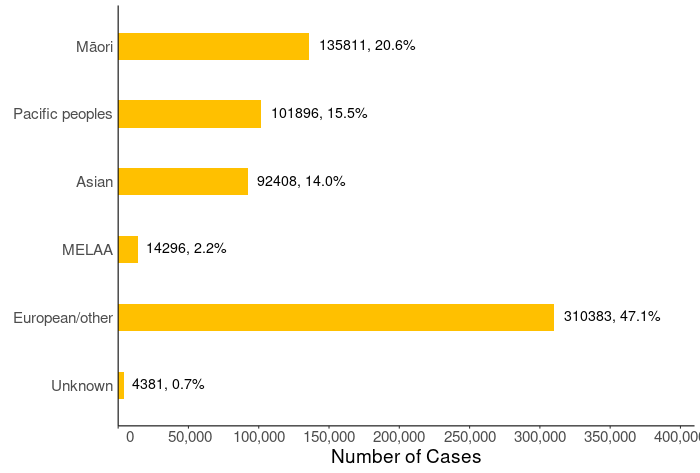 Māori 135811, 20.6%
Pacific peoples 101896, 15.5%
Asian 92408, 14.0%
MELAA 14296, 2.2%
European/other 310383, 47.1%
Unknown 4381, 0.7%
0 50,000 100,000 150,000 200,000 250,000 300,000 350,000 400,00
Number of Cases